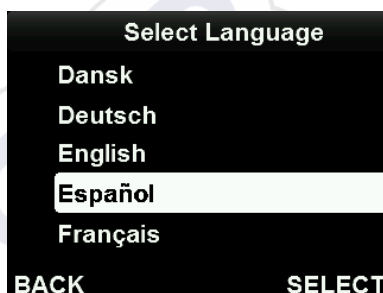 Select Language
Dansk
Deutsch
English
Español
Français
BACK SELECT